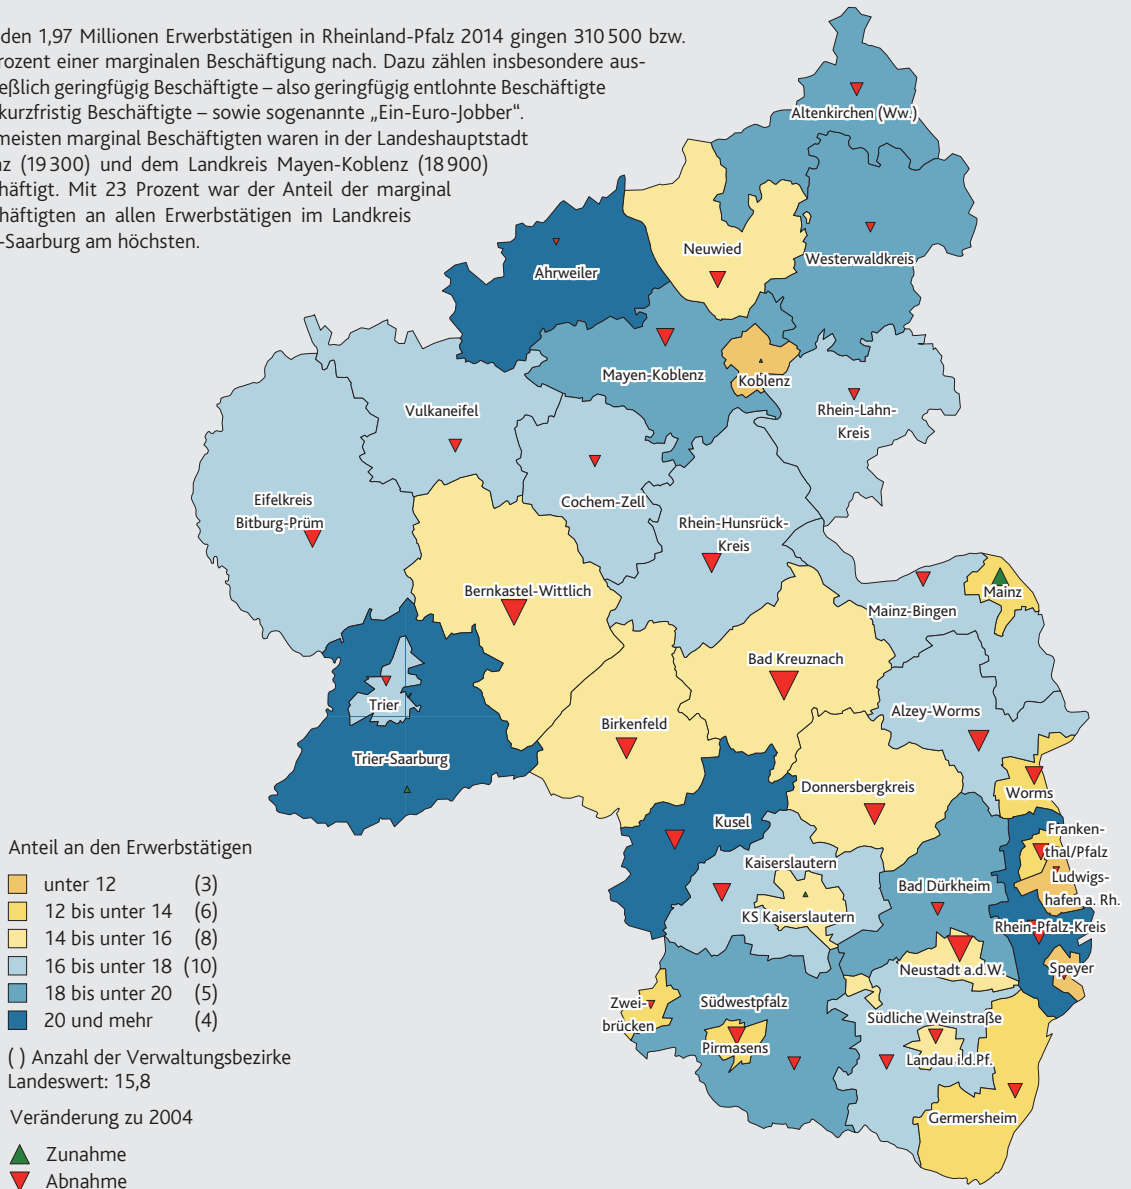 den 1,97 Millionen Erwerbstätigen in Rheinland-Pfalz 2014 gingen 310 500 bzw.
einer marginalen Beschäftigung nach. Dazu zählen insbesondere aus-
geringfügig Beschäftigte – also geringfügig entlohnte Beschäftigte
kurzfristig Beschäftigte – sowie sogenannte „Ein-Euro-Jobber“.
meisten marginal Beschäftigten waren in der Landeshauptstadt
(19 300) und dem Landkreis Mayen-Koblenz (18 900)
Mit 23 Prozent war der Anteil der marginal
an allen Erwerbstätigen im Landkreis
-Saarburg am höchsten.
Altenkirchen (Ww.)
Neuwied
Westerwaldkreis
Ahrweiler
Mayen-Koblenz
Koblenz
Vulkaneifel
Rhein-Lahn-
Kreis
Cochem-Zell
Eifelkreis
Bitburg-Prüm
Rhein-Hunsrück-
Kreis
Bernkastel-Wittlich
Mainz
Mainz-Bingen
Bad Kreuznach
Trier
Alzey-Worms
Birkenfeld
Trier-Saarburg
Donnersbergkreis
Worms
Kusel
Franken-
thal/Pfalz
Kaiserslautern
Ludwigs-
hafen a. Rh.
Bad Dürkheim
KS Kaiserslautern
Rhein-Pfalz-Kreis
Neustadt a.d.W.
Speyer
Zwei-
brücken
Südwestpfalz
Südliche Weinstraße
Pirmasens
Landau i.d.Pf.
Germersheim
Anteil an den Erwerbstätigen
unter 12 (3)
12 bis unter 14 (6)
14 bis unter 16 (8)
16 bis unter 18 (10)
18 bis unter 20 (5)
20 und mehr (4)
( ) Anzahl der Verwaltungsbezirke
Landeswert: 15,8
Veränderung zu 2004
Zunahme
Abnahme